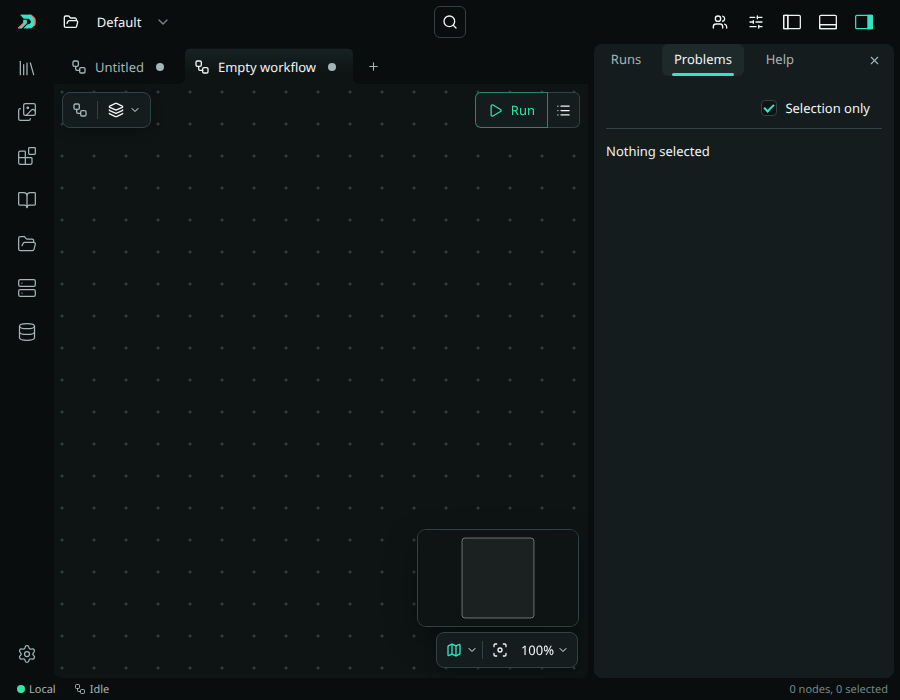 Default
Untitled
Empty workflow
Runs
Problems
Help
Run
Selection only
Nothing selected
100%
Local
Idle
0 nodes, 0 selected